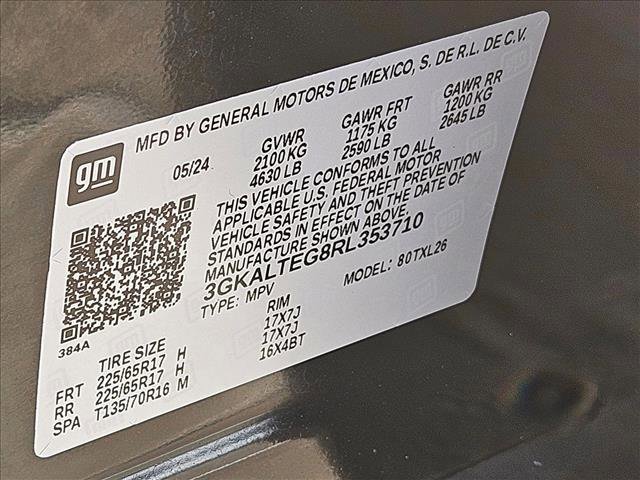 gm
MFD BY GENERAL MOTORS DE MEXICO, S. DE R.L. DE C.V.
05/24 GVWR GAWR FRT GAWR RR
2100 KG 1175 KG 1200 KG
4630 LB 2590 LB 2645 LB
THIS VEHICLE CONFORMS TO ALL
APPLICABLE U.S. FEDERAL MOTOR
VEHICLE SAFETY AND THEFT PREVENTION
STANDARDS IN EFFECT ON THE DATE OF
MANUFACTURE SHOWN ABOVE.
3GKALTEG8RL353710
TYPE: MPV MODEL: 80TXL26
384A
TIRE SIZE RIM
FRT 225/65R17 H 17X7J
RR 225/65R17 H 17X7J
SPA T135/70R16 M 16X4BT